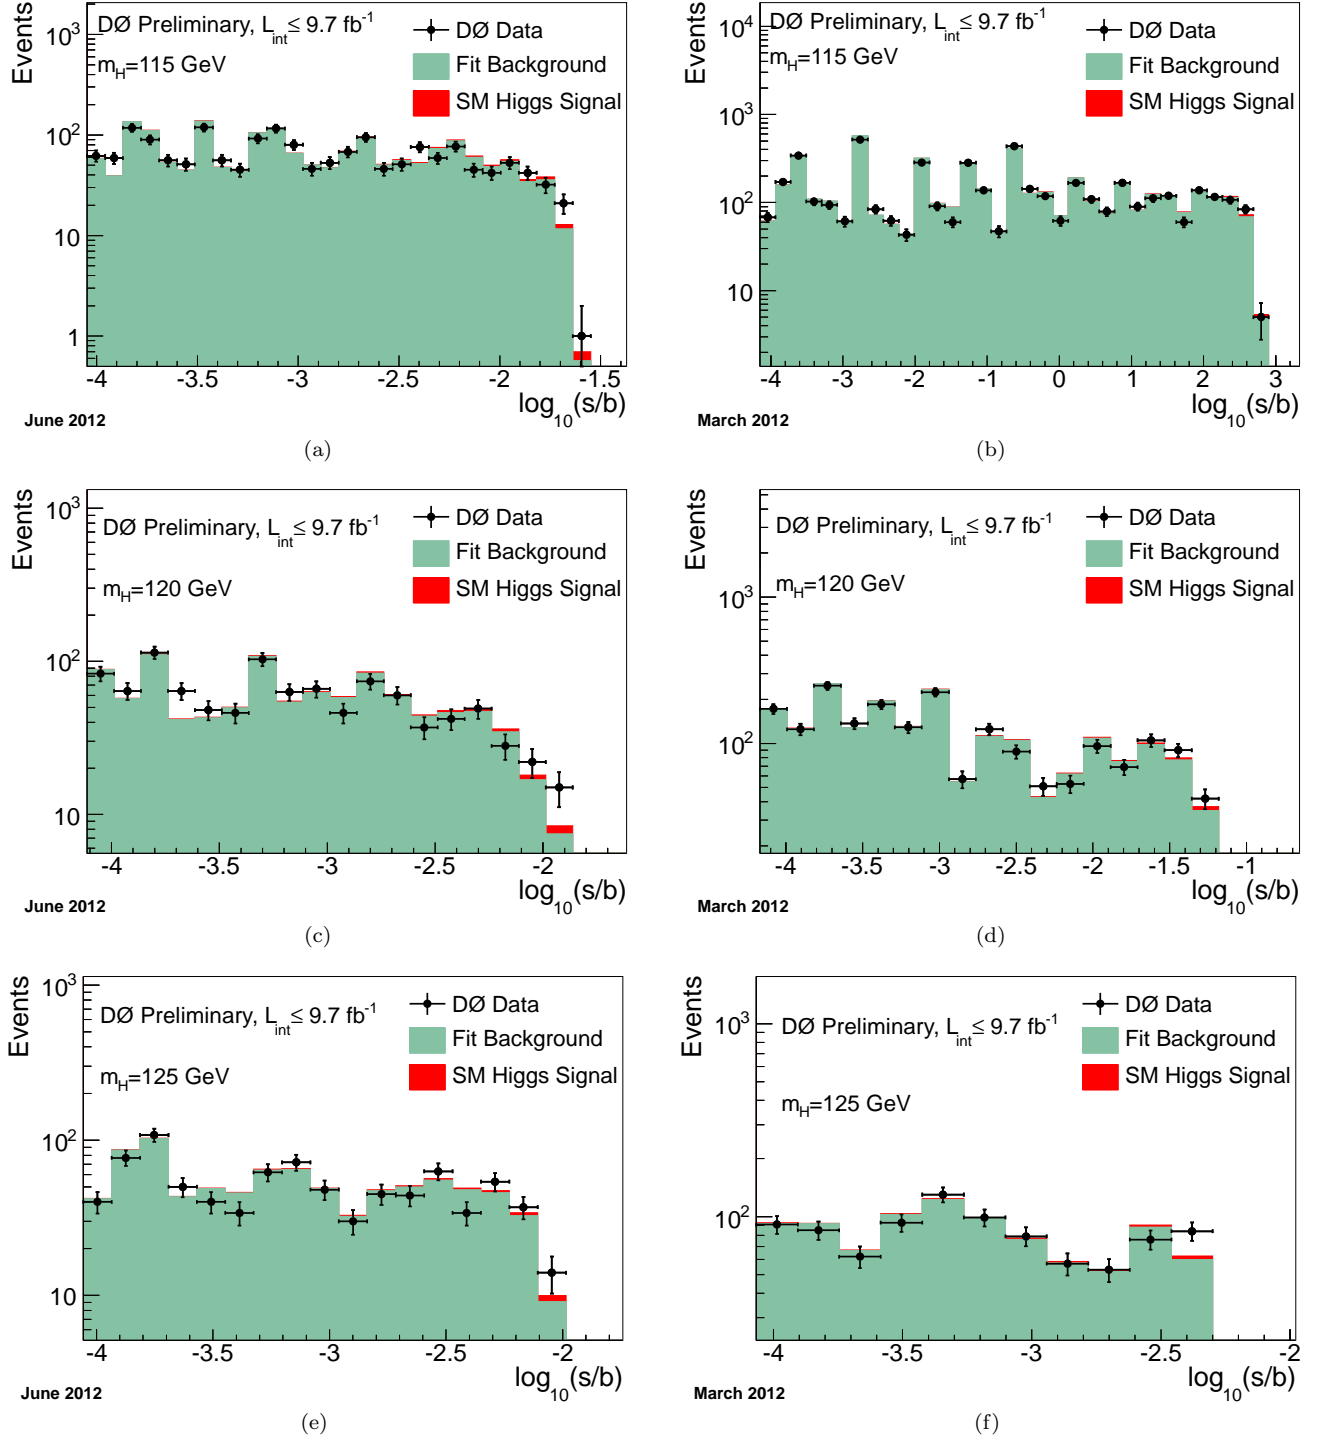 Events
DØ Preliminary, L_int ≤ 9.7 fb^-1
m_H=115 GeV
DØ Data
Fit Background
SM Higgs Signal
10^3
10^2
10
1
-4 -3.5 -3 -2.5 -2 -1.5
log_10(s/b)
June 2012
(a)
Events
DØ Preliminary, L_int ≤ 9.7 fb^-1
m_H=115 GeV
DØ Data
Fit Background
SM Higgs Signal
10^4
10^3
10^2
10
-4 -3 -2 -1 0 1 2 3
log_10(s/b)
March 2012
(b)
Events
DØ Preliminary, L_int ≤ 9.7 fb^-1
m_H=120 GeV
DØ Data
Fit Background
SM Higgs Signal
10^3
10^2
10
-4 -3.5 -3 -2.5 -2
log_10(s/b)
June 2012
(c)
Events
DØ Preliminary, L_int ≤ 9.7 fb^-1
m_H=120 GeV
DØ Data
Fit Background
SM Higgs Signal
10^3
10^2
-4 -3.5 -3 -2.5 -2 -1.5 -1
log_10(s/b)
March 2012
(d)
Events
DØ Preliminary, L_int ≤ 9.7 fb^-1
m_H=125 GeV
DØ Data
Fit Background
SM Higgs Signal
10^3
10^2
10
-4 -3.5 -3 -2.5 -2
log_10(s/b)
June 2012
(e)
Events
DØ Preliminary, L_int ≤ 9.7 fb^-1
m_H=125 GeV
DØ Data
Fit Background
SM Higgs Signal
10^3
10^2
-4 -3.5 -3 -2.5 -2
log_10(s/b)
March 2012
(f)